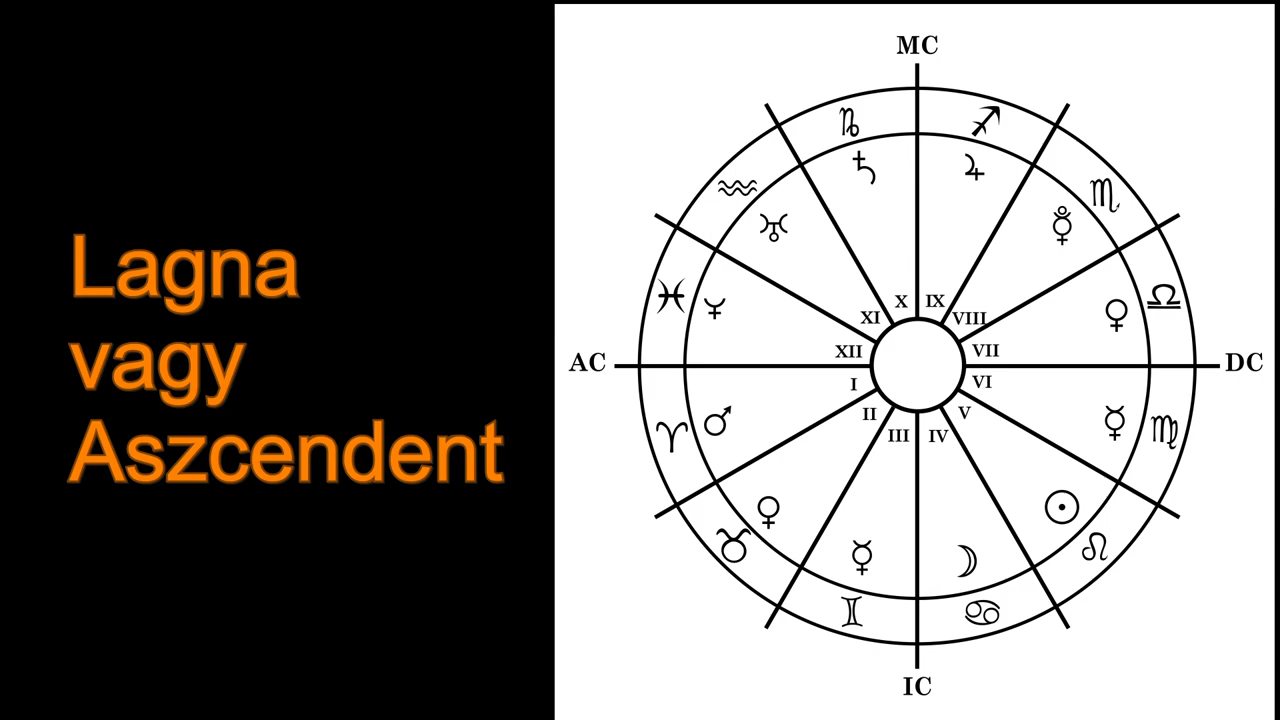 Lagna
vagy
Aszcendent
MC
X IX
XI VIII
AC XII VII DC
I VI
II V
III IV
IC